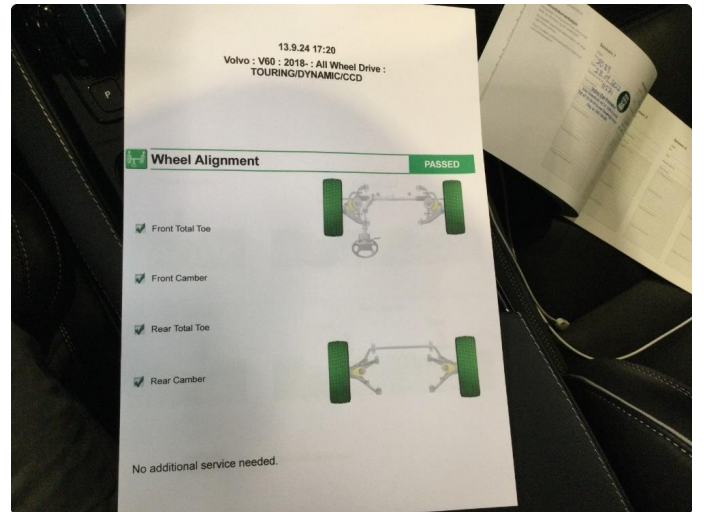 13.9.24 17:20
Volvo : V60 : 2018- : All Wheel Drive :
TOURING/DYNAMIC/CCD
Wheel Alignment
PASSED
Front Total Toe
Front Camber
Rear Total Toe
Rear Camber
No additional service needed.
P